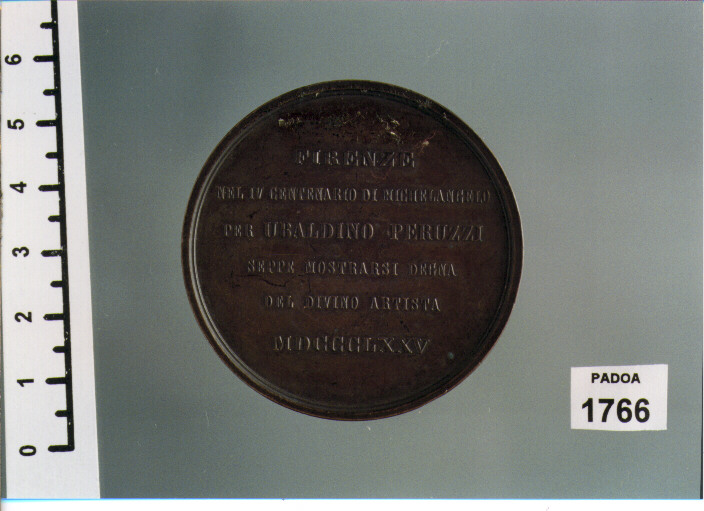 FIRENZE
NEL IV CENTENARIO DI MICHELANGELO
PER UBALDINO PERUZZI
SEPPE MOSTRARSI DEGNA
DEL DIVINO ARTISTA
MDCCCLXXV
6
5
4
3
2
1
0
PADOA
1766